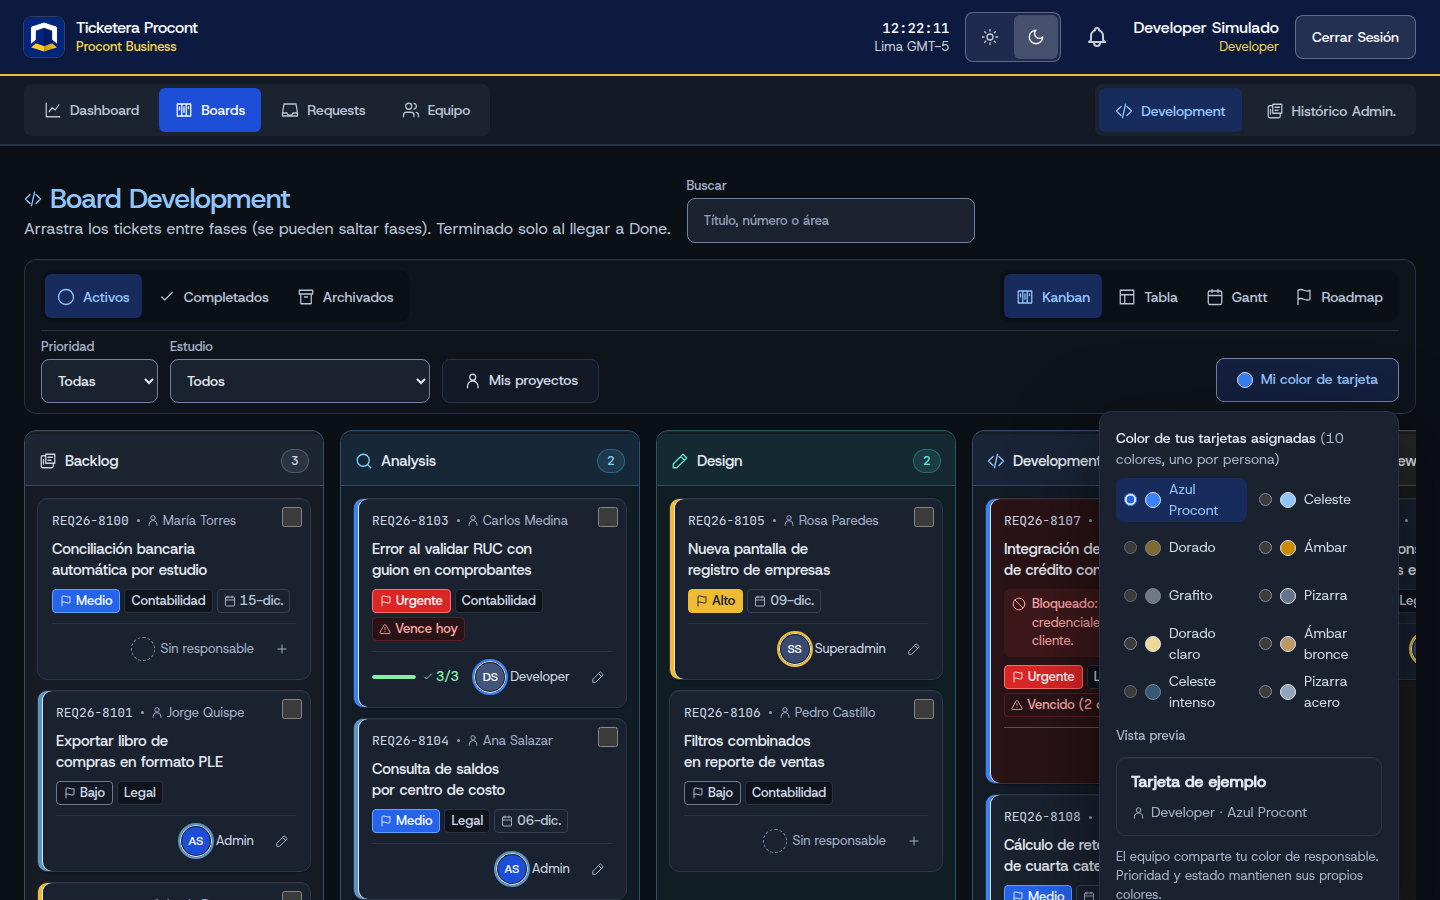 Ticketera Procont
Procont Business
12:22:11
Lima GMT-5
Developer Simulado
Developer
Cerrar Sesión
Dashboard
Boards
Requests
Equipo
Development
Histórico Admin.
Board Development
Arrastra los tickets entre fases (se pueden saltar fases). Terminado solo al llegar a Done.
Buscar
Título, número o área
Activos
Completados
Archivados
Kanban
Tabla
Gantt
Roadmap
Prioridad
Todas
Estudio
Todos
Mis proyectos
Mi color de tarjeta
Backlog
3
REQ26-8100 • María Torres
Conciliación bancaria
automática por estudio
Medio
Contabilidad
15-dic.
Sin responsable
REQ26-8101 • Jorge Quispe
Exportar libro de
compras en formato PLE
Bajo
Legal
AS
Admin
Analysis
2
REQ26-8103 • Carlos Medina
Error al validar RUC con
guion en comprobantes
Urgente
Contabilidad
Vence hoy
3/3
DS
Developer
REQ26-8104 • Ana Salazar
Consulta de saldos
por centro de costo
Medio
Legal
06-dic.
AS
Admin
Design
2
REQ26-8105 • Rosa Paredes
Nueva pantalla de
registro de empresas
Alto
09-dic.
SS
Superadmin
REQ26-8106 • Pedro Castillo
Filtros combinados
en reporte de ventas
Bajo
Contabilidad
Sin responsable
Development
REQ26-8107 •
Integración de
de crédito
Bloqueado:
cliente.
Urgente
Vencido (2
REQ26-8108 •
Cálculo de
de cuarta
Medio
Color de tus tarjetas asignadas (10
colores, uno por persona)
Azul
Procont
Celeste
Dorado
Ámbar
Grafito
Pizarra
Dorado
claro
Ámbar
bronce
Celeste
intenso
Pizarra
acero
Vista previa
Tarjeta de ejemplo
Developer · Azul Procont
El equipo comparte tu color de responsable.
Prioridad y estado mantienen sus propios
colores.